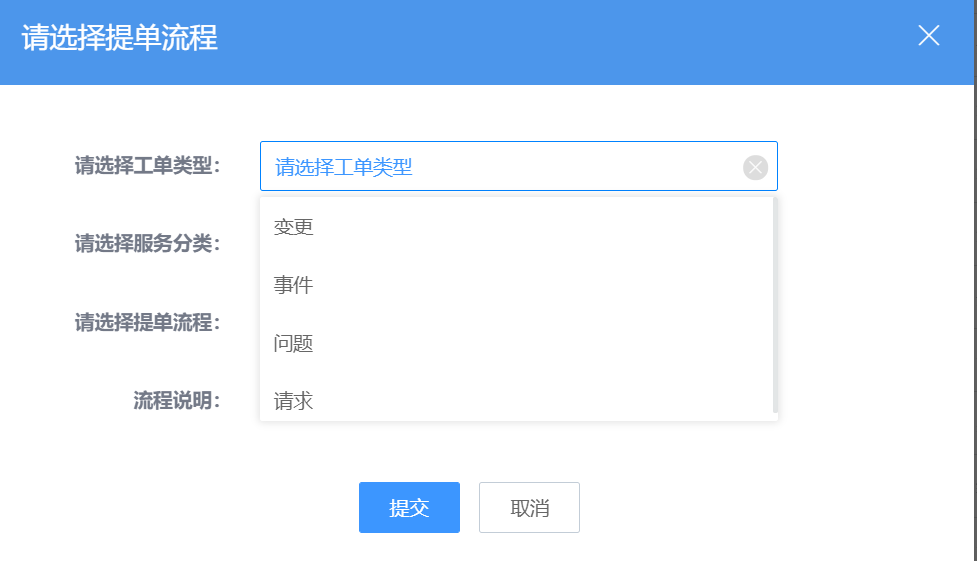 请选择提单流程
请选择工单类型：
请选择工单类型
变更
请选择服务分类：
事件
请选择提单流程：
问题
流程说明：
请求
提交
取消